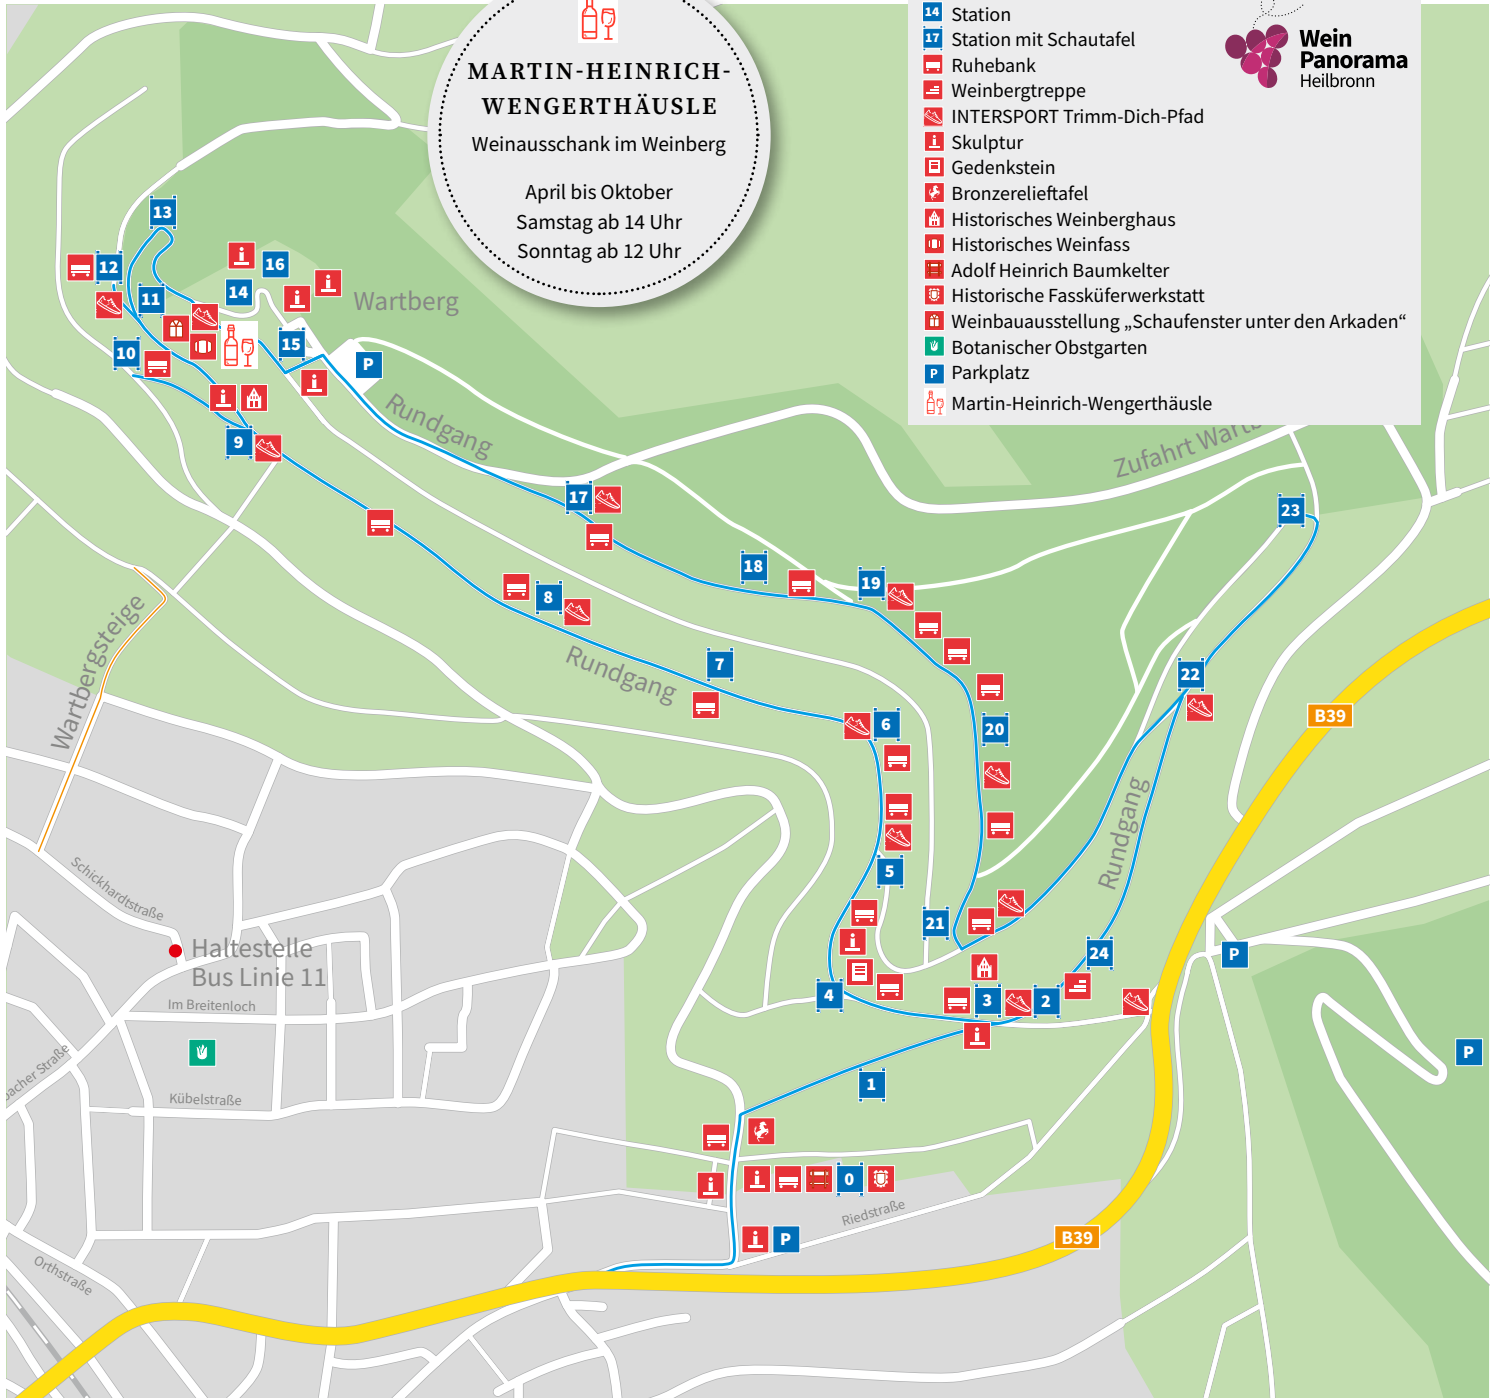 MARTIN-HEINRICH-
WENGERTHÄUSLE
Weinausschank im Weinberg
April bis Oktober
Samstag ab 14 Uhr
Sonntag ab 12 Uhr
14 Station
17 Station mit Schautafel
Ruhebank
Weinbergtreppe
INTERSPORT Trimm-Dich-Pfad
Skulptur
Gedenkstein
Bronzerelieftafel
Historisches Weinberghaus
Historisches Weinfass
Adolf Heinrich Baumkelter
Historische Fassküferwerkstatt
Weinbauausstellung „Schaufenster unter den Arkaden“
Botanischer Obstgarten
P Parkplatz
Martin-Heinrich-Wengerthäusle
Wein
Panorama
Heilbronn
13
12
16
14
11
Wartberg
15
10
P
Rundgang
9
Zufahrt Wartb
17
23
18
19
8
Wartbergsteige
Rundgang
7
22
6
20
B39
Rundgang
5
Schickhardtstraße
21
Haltestelle
Bus Linie 11
24
P
4
3
2
Im Breitenloch
P
bacher Straße
1
Kübelstraße
0
Riedstraße
P
B39
Orthstraße